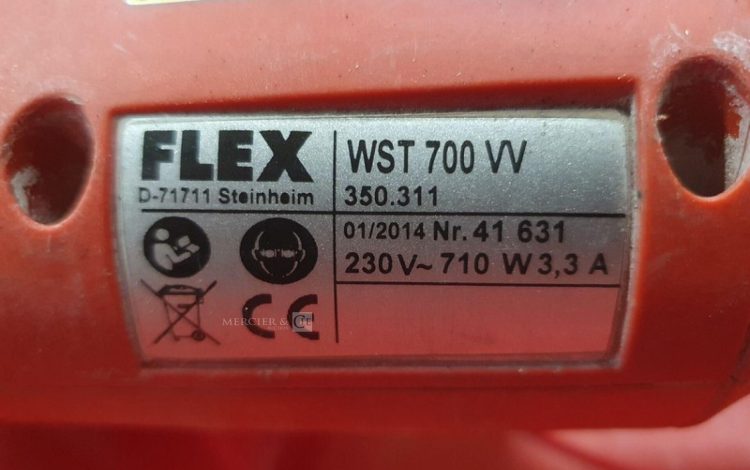 FLEX
D-71711 Steinheim
WST 700 VV
350.311
01/2014 Nr. 41 631
230 V~ 710 W 3,3 A
CE
MERCIER & CIE